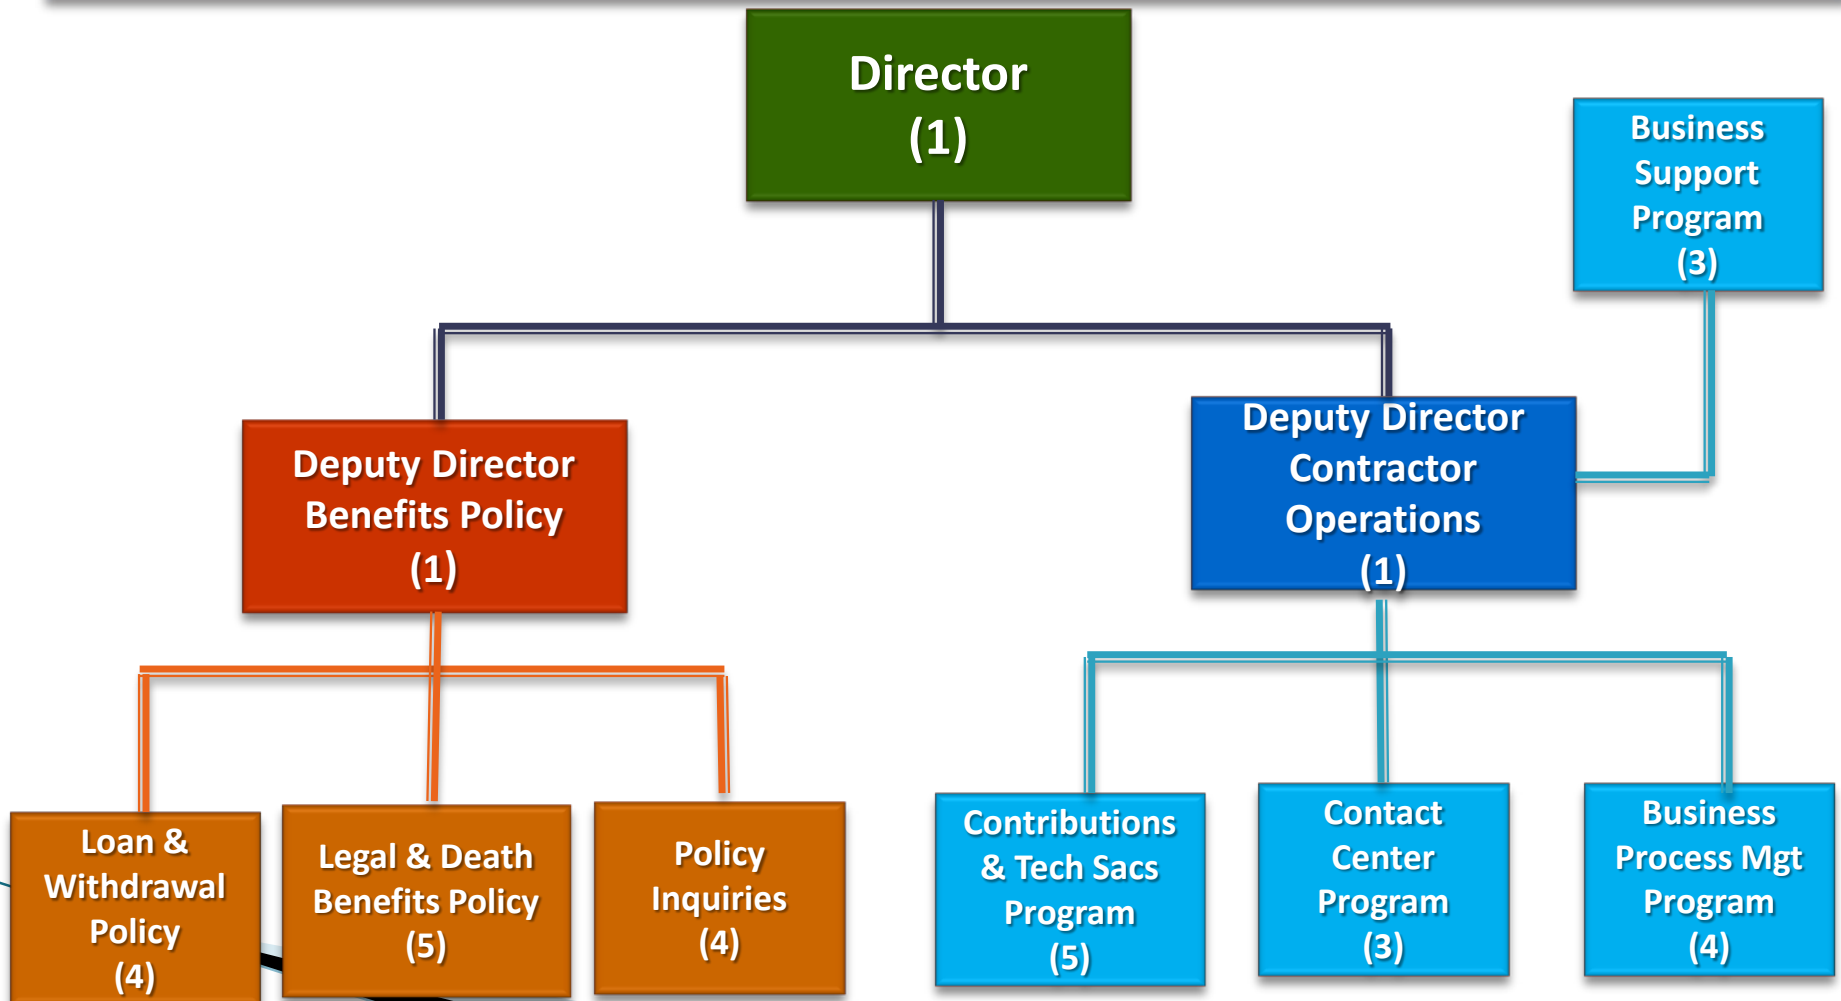 Director
(1)
Business
Support
Program
(3)
Deputy Director
Benefits Policy
(1)
Deputy Director
Contractor
Operations
(1)
Loan &
Withdrawal
Policy
(4)
Legal & Death
Benefits Policy
(5)
Policy
Inquiries
(4)
Contributions
& Tech Sacs
Program
(5)
Contact
Center
Program
(3)
Business
Process Mgt
Program
(4)